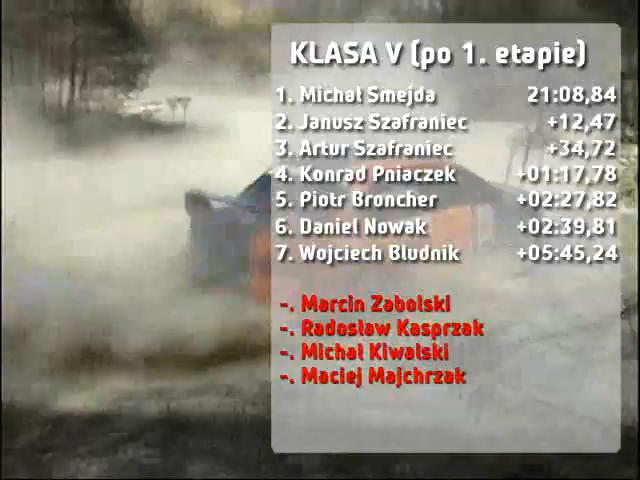 KLASA V (po 1. etapie)
1. Michał Smejda 21:08,84
2. Janusz Szafraniec +12,47
3. Artur Szafraniec +34,72
4. Konrad Pniaczek +01:17,78
5. Piotr Broncher +02:27,82
6. Daniel Nowak +02:39,81
7. Wojciech Bludnik +05:45,24
-. Marcin Zabolski
-. Radosław Kasprzak
-. Michał Kiwalski
-. Maciej Majchrzak